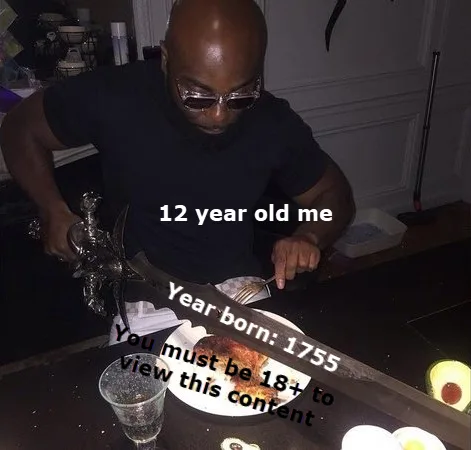 12 year old me
Year born: 1755
You must be 18+ to
view this content